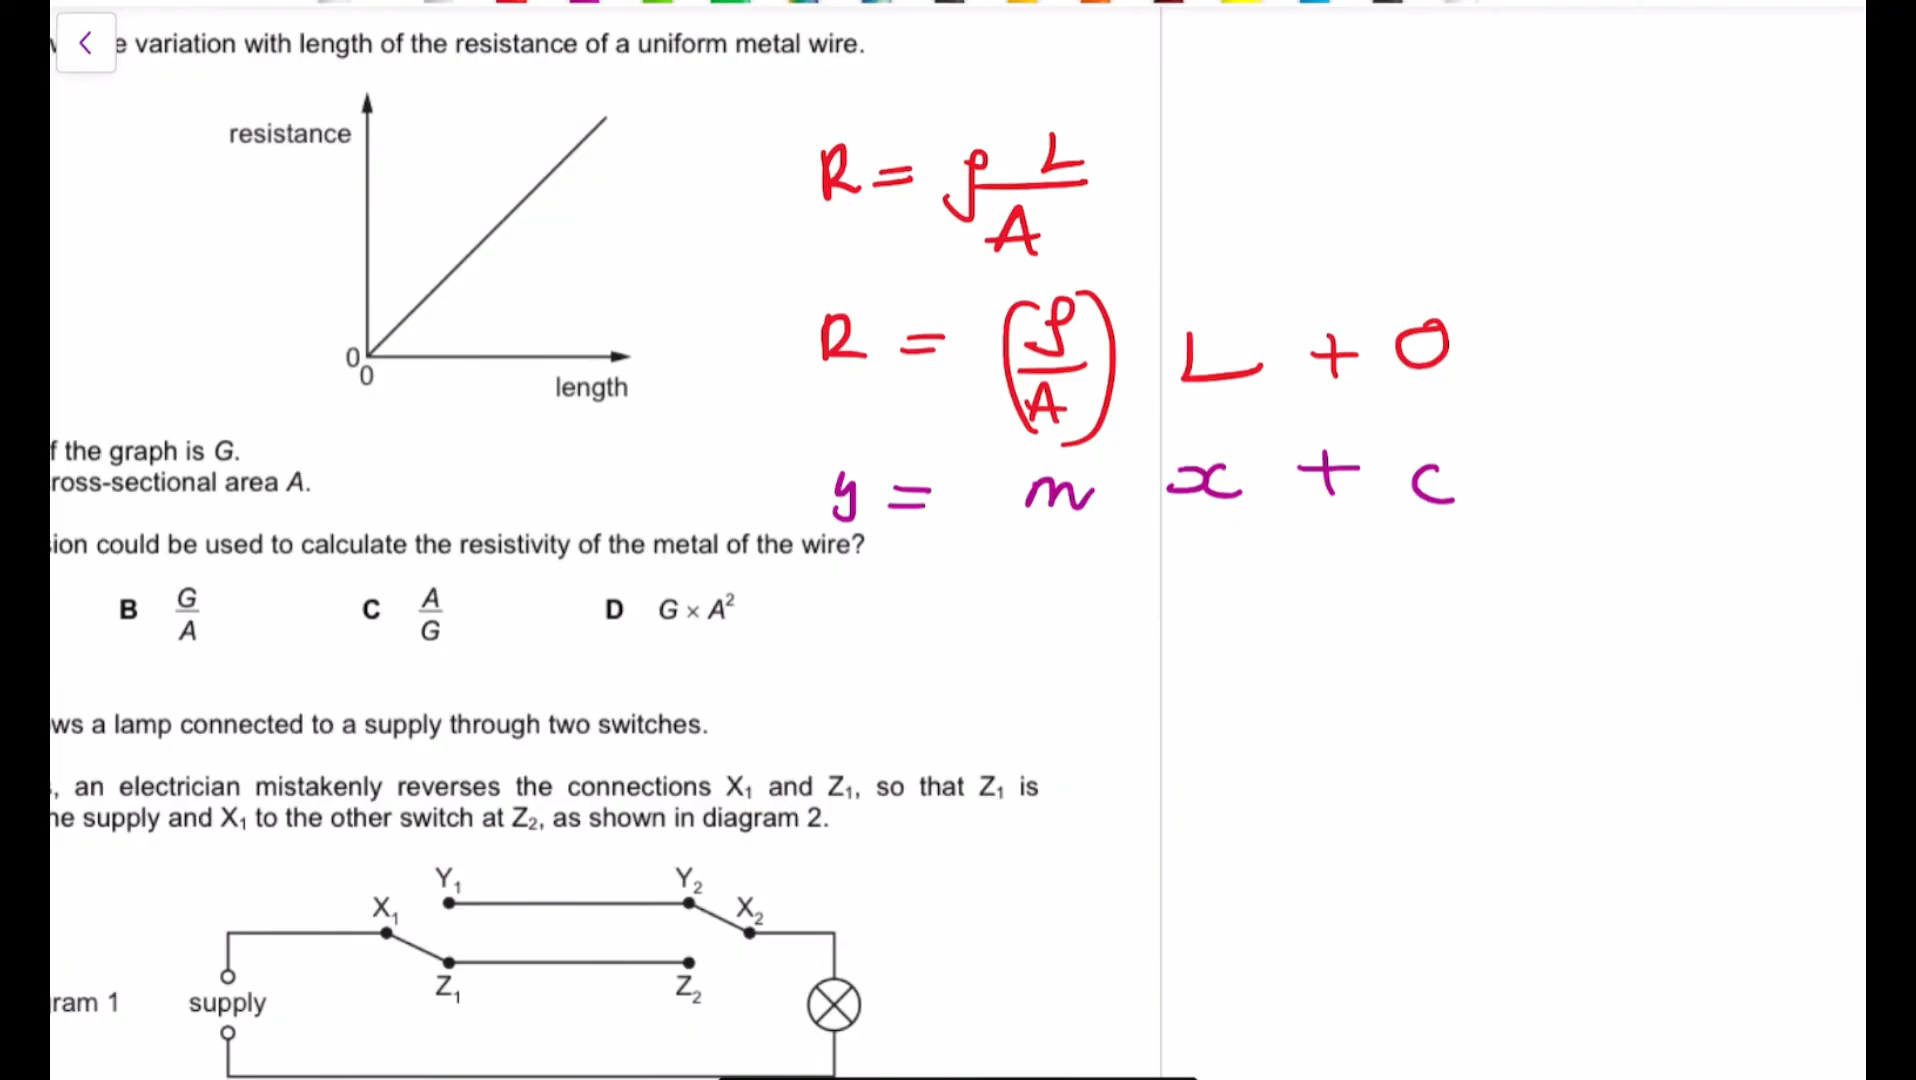 e variation with length of the resistance of a uniform metal wire.
resistance
0
0
length
R = ρ L
A
R = (ρ/A) L + 0
y = m x + c
f the graph is G.
ross-sectional area A.
ion could be used to calculate the resistivity of the metal of the wire?
B G/A C A/G D G × A²
ws a lamp connected to a supply through two switches.
, an electrician mistakenly reverses the connections X₁ and Z₁, so that Z₁ is
he supply and X₁ to the other switch at Z₂, as shown in diagram 2.
Y₁ Y₂
X₁ X₂
Z₁ Z₂
ram 1 supply